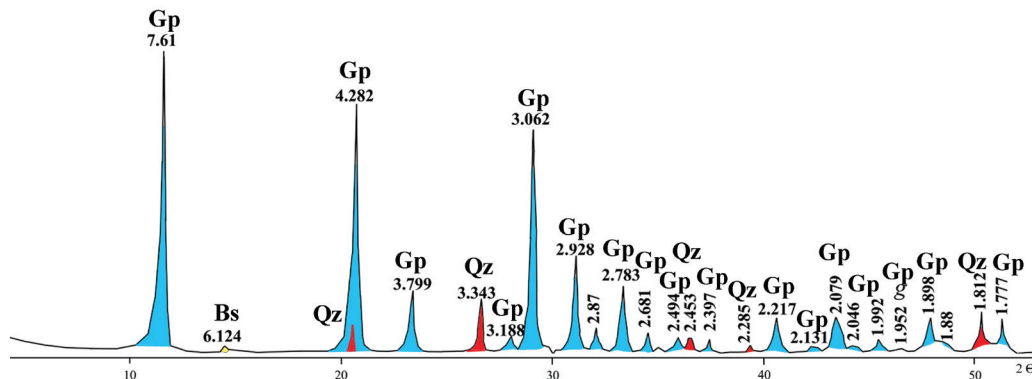 Gp
7.61
Bs
6.124
Qz
Gp
4.282
Gp
3.799
Qz
3.343
Gp
3.188
Gp
3.062
Gp
2.928
2.87
Gp
2.783
Gp
2.681
Gp
2.494
Qz
2.453
Gp
2.397
Qz
2.285
Gp
2.217
Gp
2.131
Gp
2.079
Gp
2.046
1.992
Gp
1.952
Gp
1.898
1.88
Qz
1.812
Gp
1.777
10
20
30
40
50
2